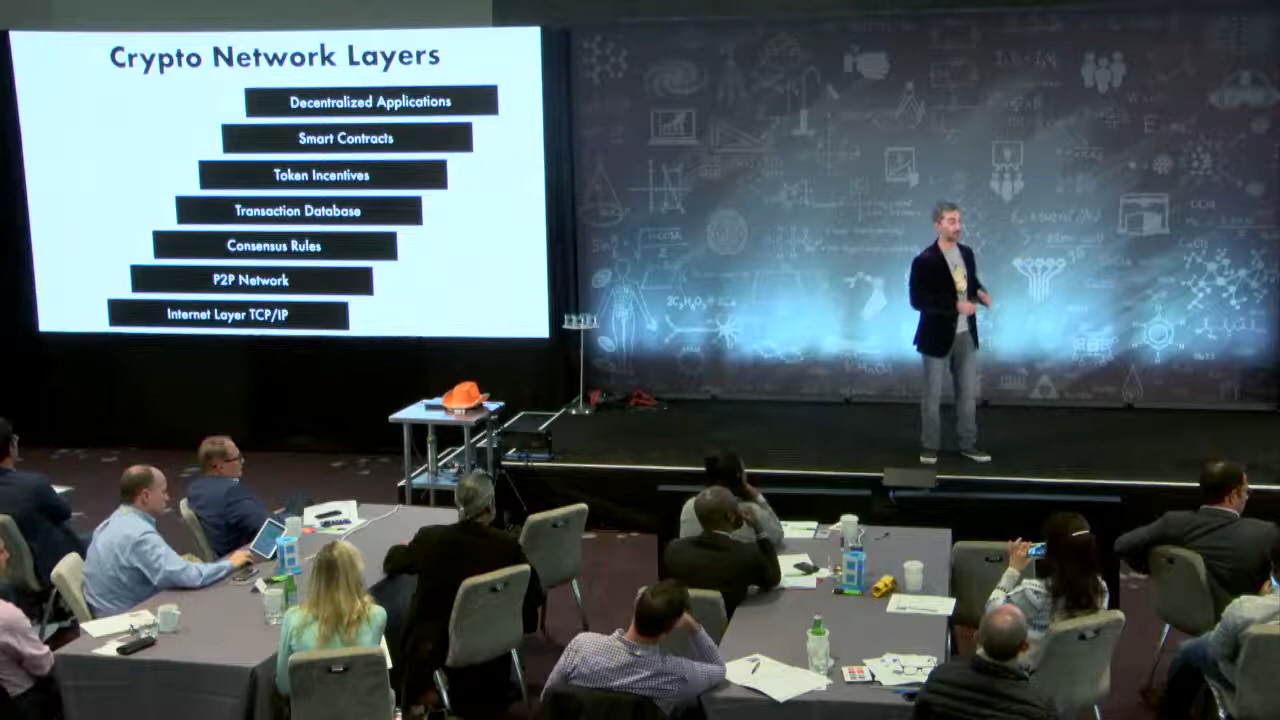 Crypto Network Layers
Decentralized Applications
Smart Contracts
Token Incentives
Transaction Database
Consensus Rules
P2P Network
Internet Layer TCP/IP